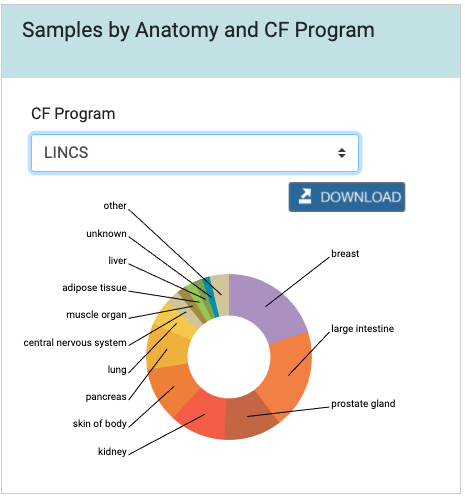 Samples by Anatomy and CF Program
CF Program
LINCS
DOWNLOAD
other
unknown
liver
adipose tissue
muscle organ
central nervous system
lung
pancreas
skin of body
kidney
breast
large intestine
prostate gland